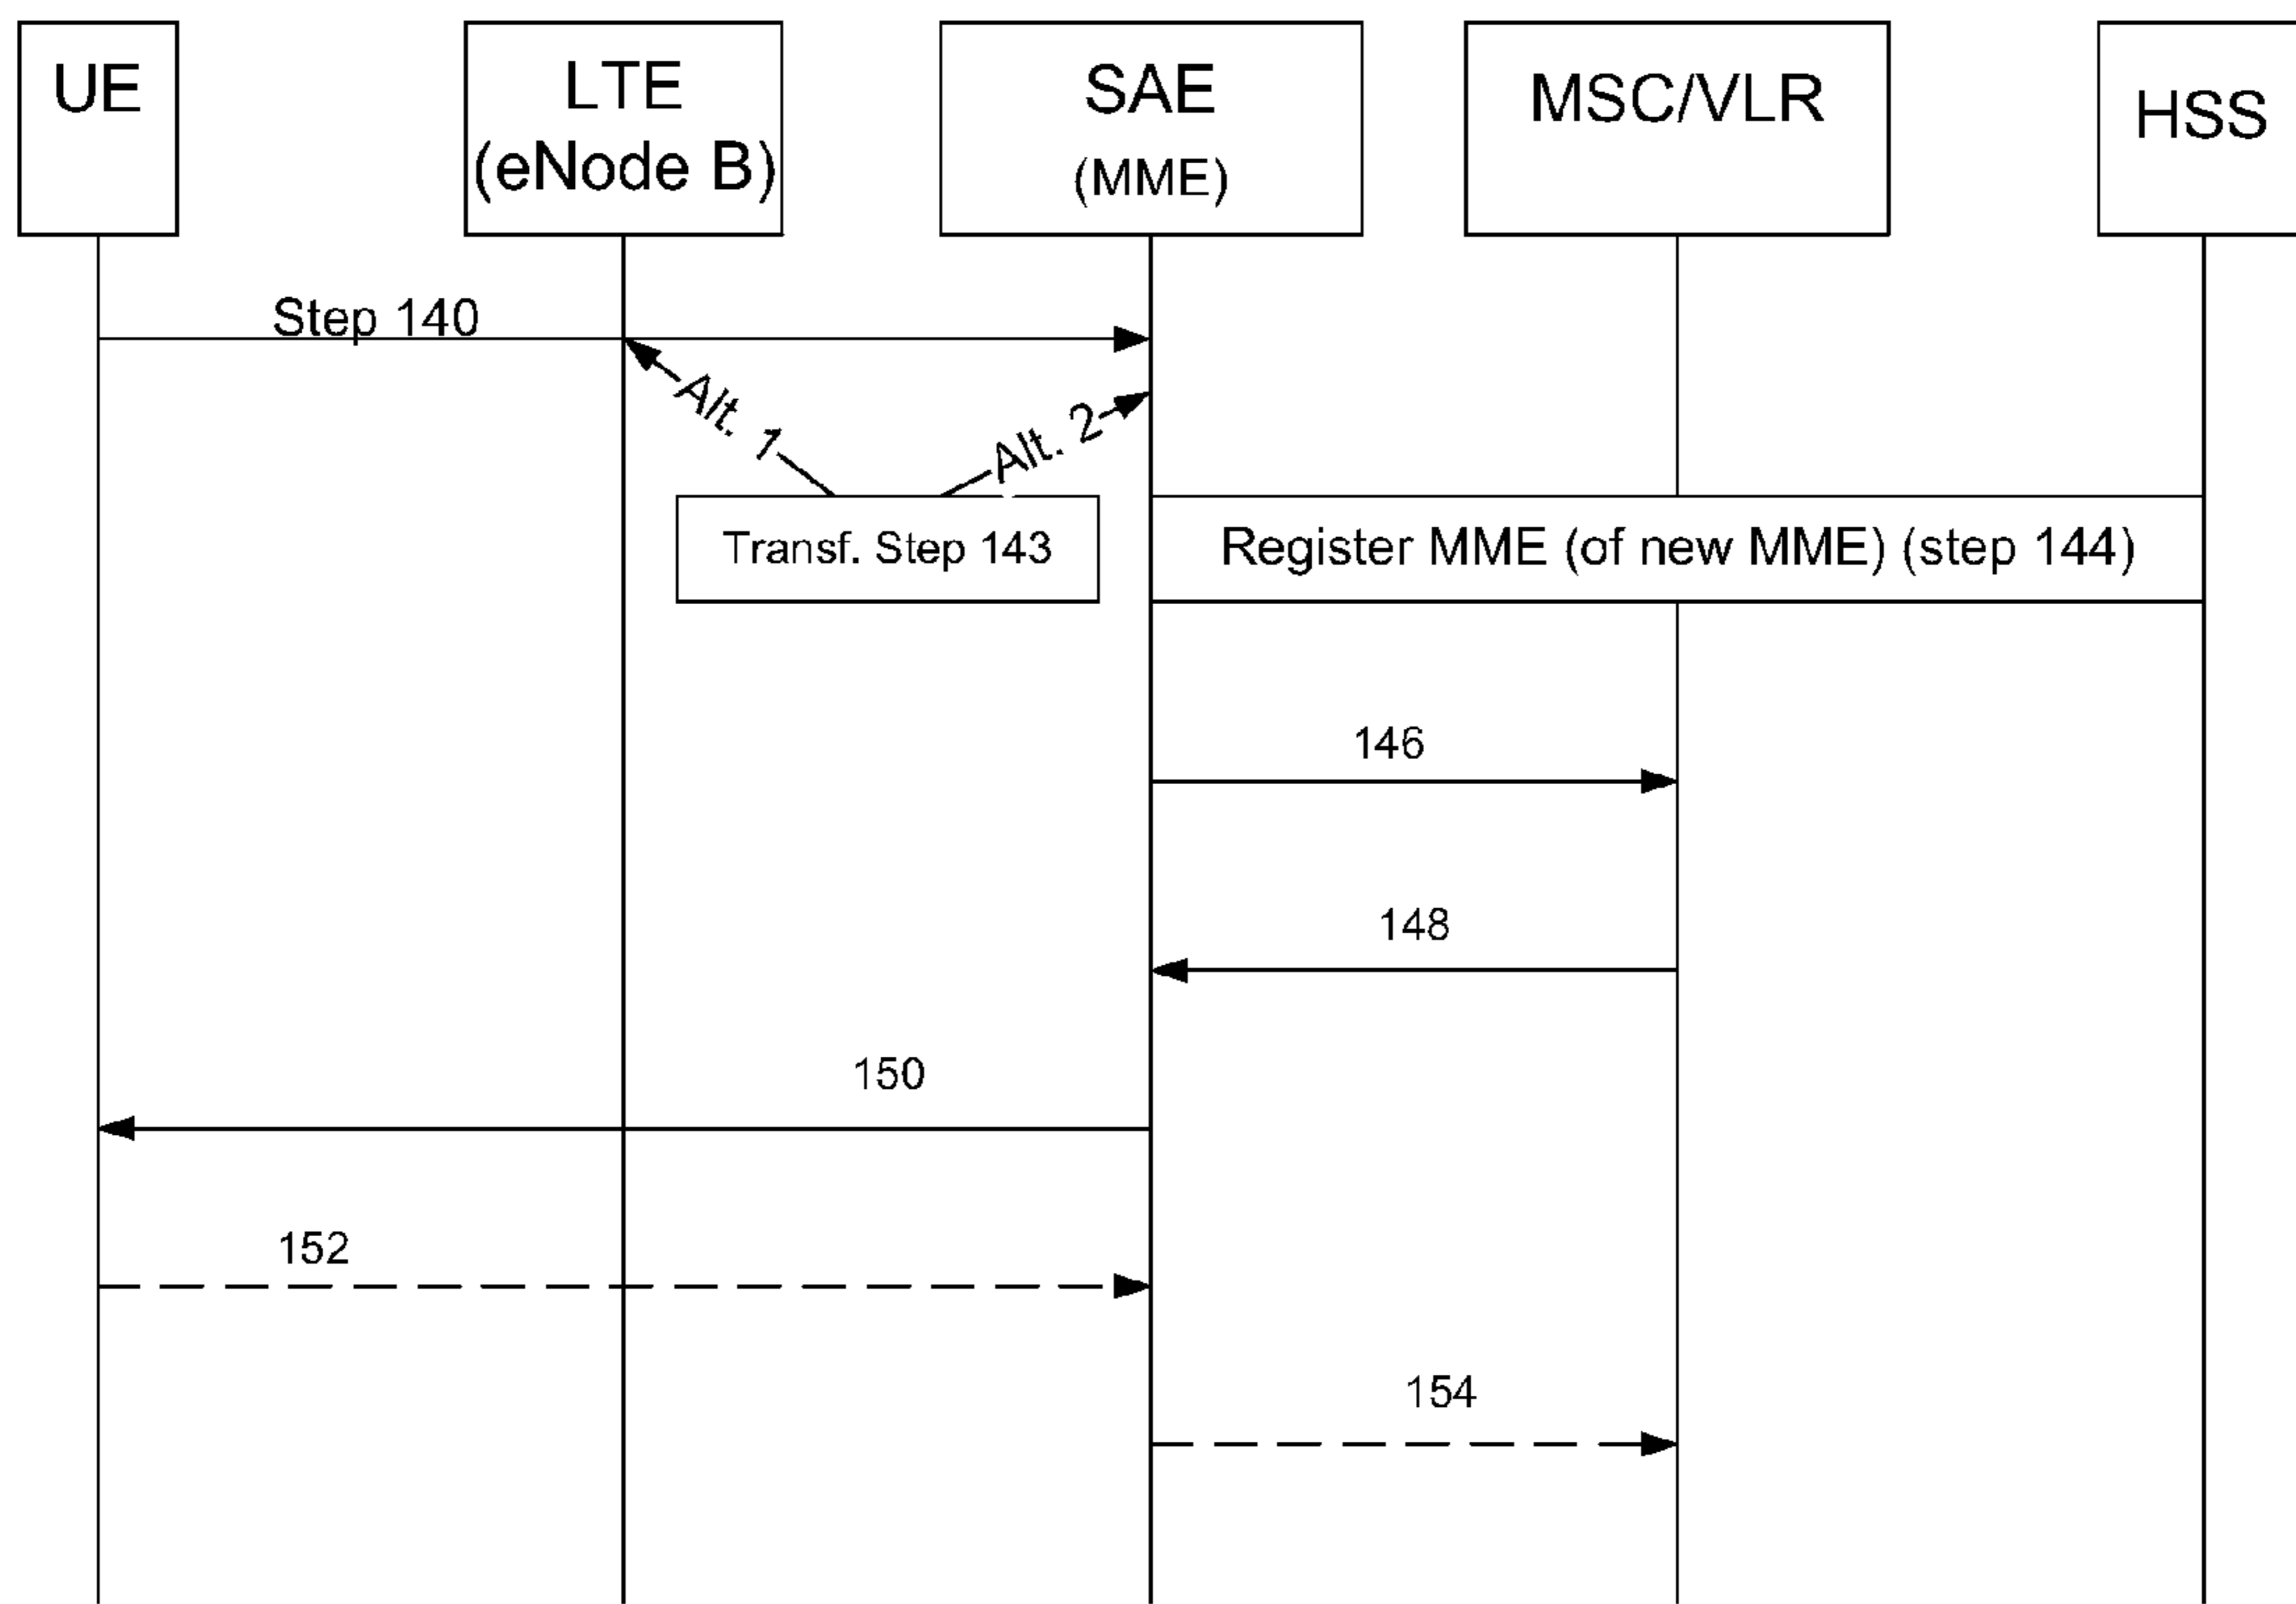 UE
LTE
(eNode B)
SAE
(MME)
MSC/VLR
HSS
Step 140
Alt. 1
Alt. 2
Transf. Step 143
Register MME (of new MME) (step 144)
146
148
150
152
154